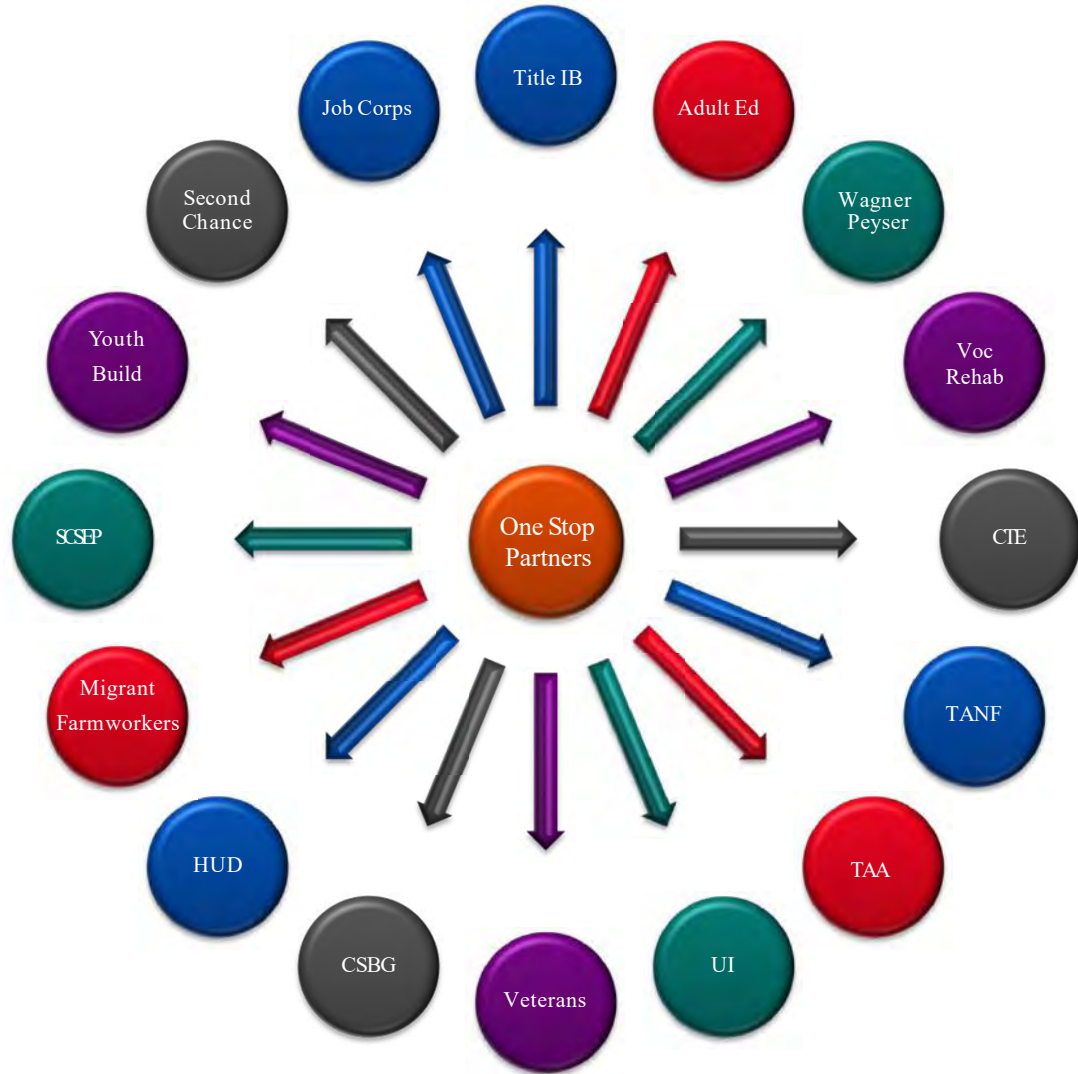 Title IB
Adult Ed
Wagner
Peyser
Voc
Rehab
CTE
TANF
TAA
UI
Veterans
CSBG
HUD
Migrant
Farmworkers
SCSEP
Youth
Build
Second
Chance
Job Corps
One Stop
Partners